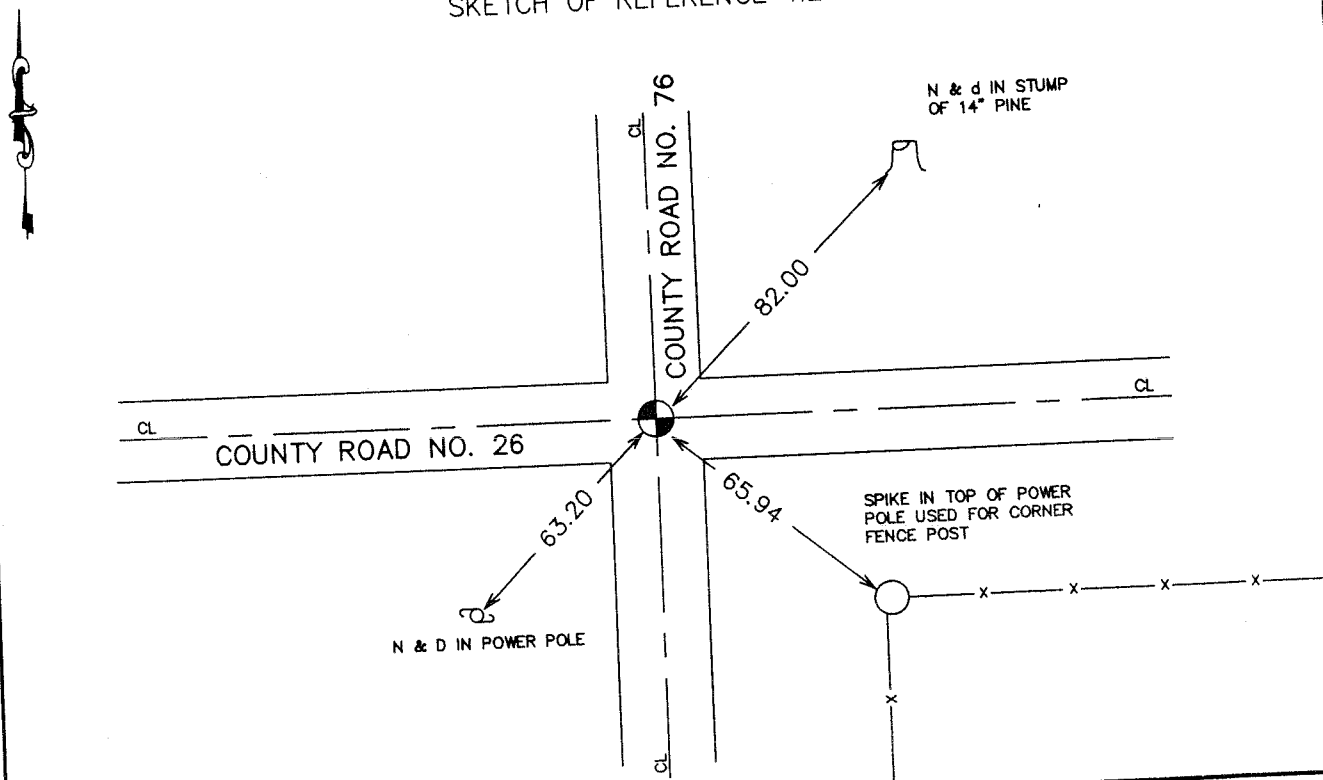 SKETCH OF REFERENCE
N & d IN STUMP
OF 14" PINE
CL
COUNTY ROAD NO. 76
82.00
CL
CL
COUNTY ROAD NO. 26
63.20
65.94
SPIKE IN TOP OF POWER
POLE USED FOR CORNER
FENCE POST
X X X X
N & D IN POWER POLE
X
CL